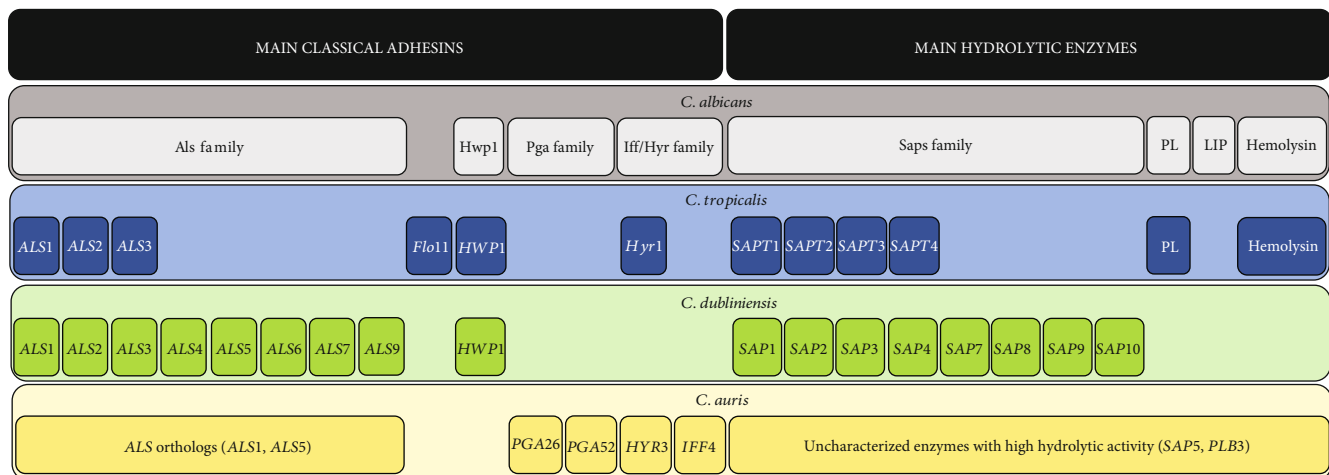 MAIN CLASSICAL ADHESINS MAIN HYDROLYTIC ENZYMES
C. albicans
Als family Hwp1 Pga family Iff/Hyr family Saps family PL LIP Hemolysin
C. tropicalis
ALS1 ALS2 ALS3 Flo11 HWP1 Hyr1 SAPT1 SAPT2 SAPT3 SAPT4 PL Hemolysin
C. dubliniensis
ALS1 ALS2 ALS3 ALS4 ALS5 ALS6 ALS7 ALS9 HWP1 SAP1 SAP2 SAP3 SAP4 SAP7 SAP8 SAP9 SAP10
C. auris
ALS orthologs (ALS1, ALS5) PGA26 PGA52 HYR3 IFF4 Uncharacterized enzymes with high hydrolytic activity (SAP5, PLB3)